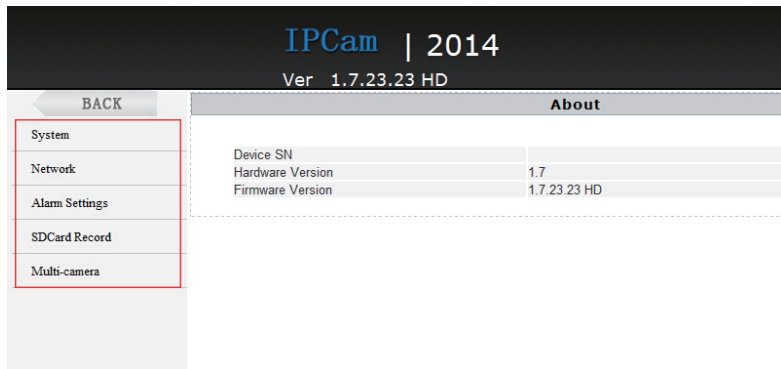 IPCam | 2014
Ver 1.7.23.23 HD
BACK
About
System
Network
Alarm Settings
SDCard Record
Multi-camera
Device SN
Hardware Version 1.7
Firmware Version 1.7.23.23 HD